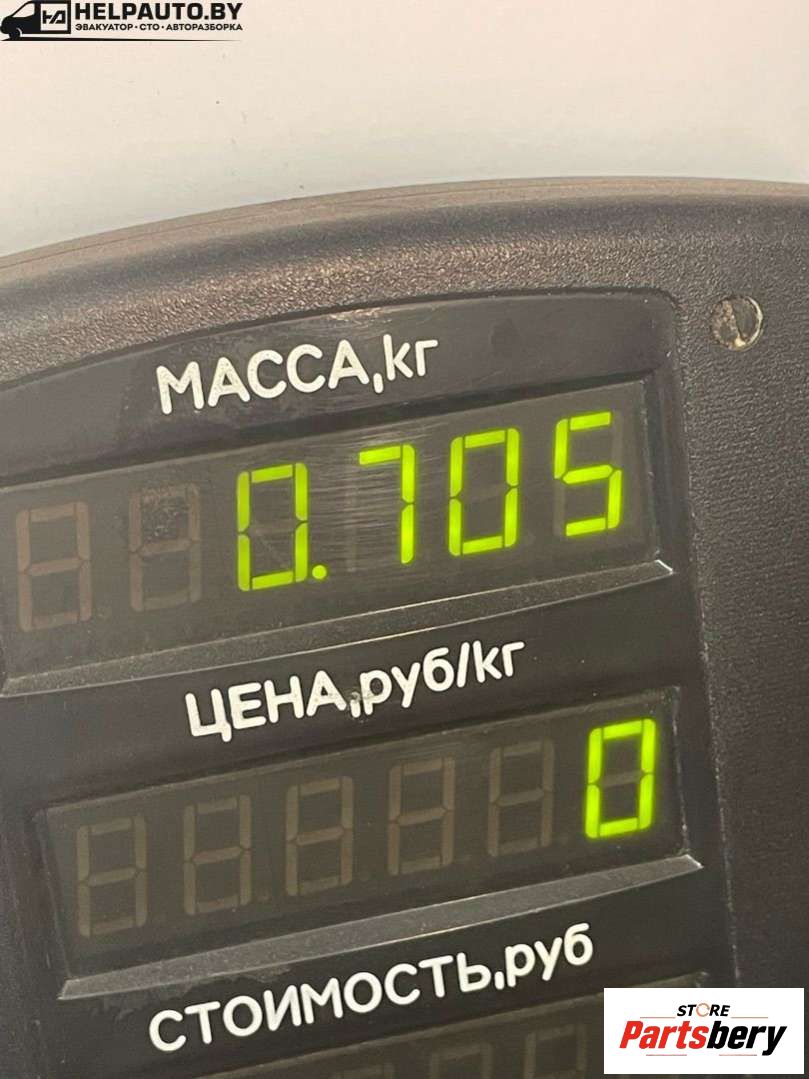 HELPAUTO.BY
ЭВАКУАТОР • СТО • АВТОРАЗБОРКА
МАССА,кг
0.705
ЦЕНА,руб/кг
0
СТОИМОСТЬ,руб
STORE
Partsbery